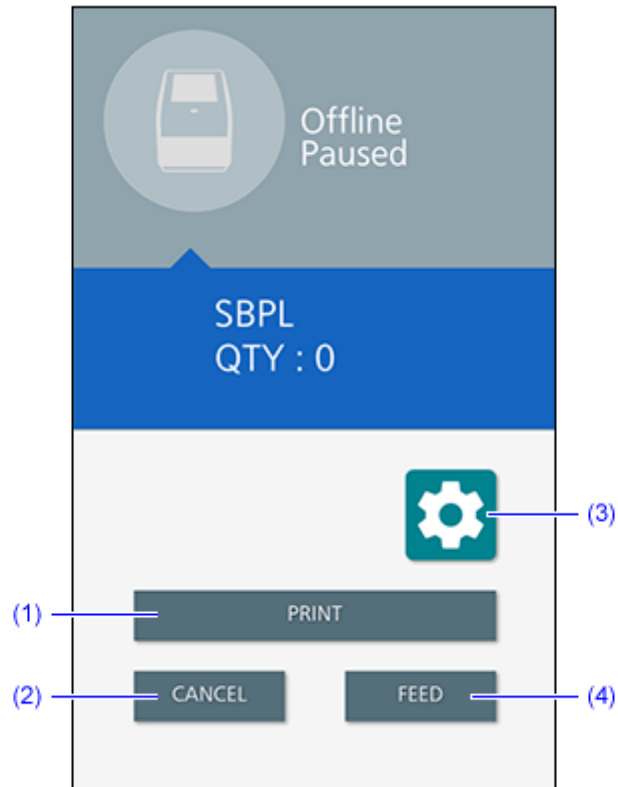 Offline
Paused
SBPL
QTY : 0
(3)
(1)
PRINT
(2)
CANCEL
FEED
(4)